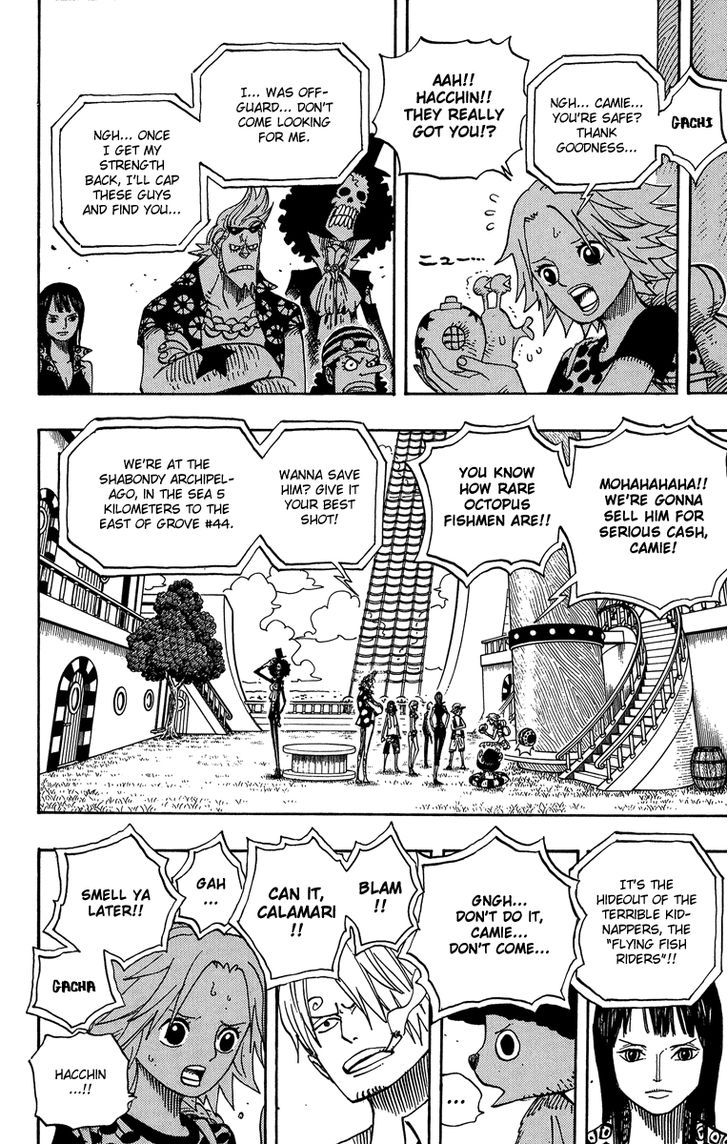 GACHI
NGH... CAMIE...
YOU'RE SAFE?
THANK
GOODNESS...
AAH!!
HACCHIN!!
THEY REALLY
GOT YOU!?
ニュー…
I... WAS OFF-
GUARD... DON'T
COME LOOKING
FOR ME.
NGH... ONCE
I GET MY
STRENGTH
BACK, I'LL CAP
THESE GUYS
AND FIND YOU...
MOHAHAHAHA!!
WE'RE GONNA
SELL HIM FOR
SERIOUS CASH,
CAMIE!
YOU KNOW
HOW RARE
OCTOPUS
FISHMEN ARE!!
WANNA SAVE
HIM? GIVE IT
YOUR BEST
SHOT!
WE'RE AT THE
SHABONDY ARCHIPEL-
AGO, IN THE SEA 5
KILOMETERS TO THE
EAST OF GROVE #44.
IT'S THE
HIDEOUT OF THE
TERRIBLE KID-
NAPPERS, THE
"FLYING FISH
RIDERS"!!
GNGH...
DON'T DO IT,
CAMIE...
DON'T COME...
...
BLAM
!!
CAN IT,
CALAMARI
!!
GAH
...
SMELL YA
LATER!!
GACHA
HACCHIN
...!!